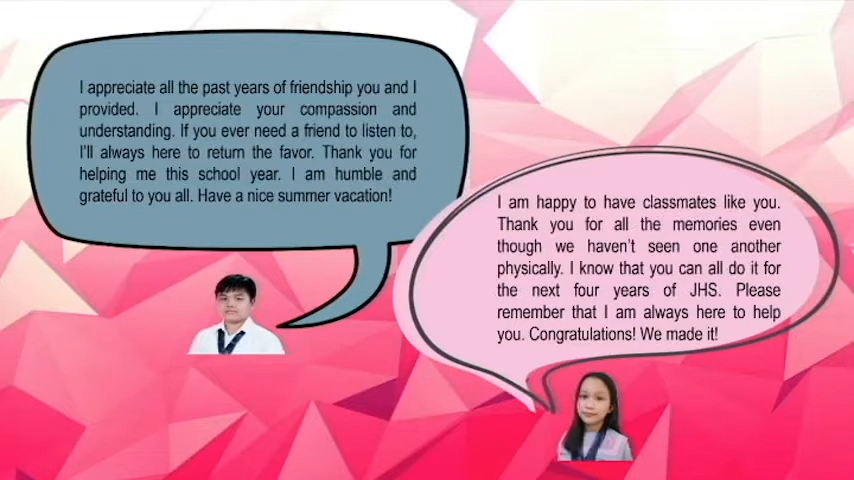 I appreciate all the past years of friendship you and I
provided. I appreciate your compassion and
understanding. If you ever need a friend to listen to,
I'll always here to return the favor. Thank you for
helping me this school year. I am humble and
grateful to you all. Have a nice summer vacation!
I am happy to have classmates like you.
Thank you for all the memories even
though we haven't seen one another
physically. I know that you can all do it for
the next four years of JHS. Please
remember that I am always here to help
you. Congratulations! We made it!